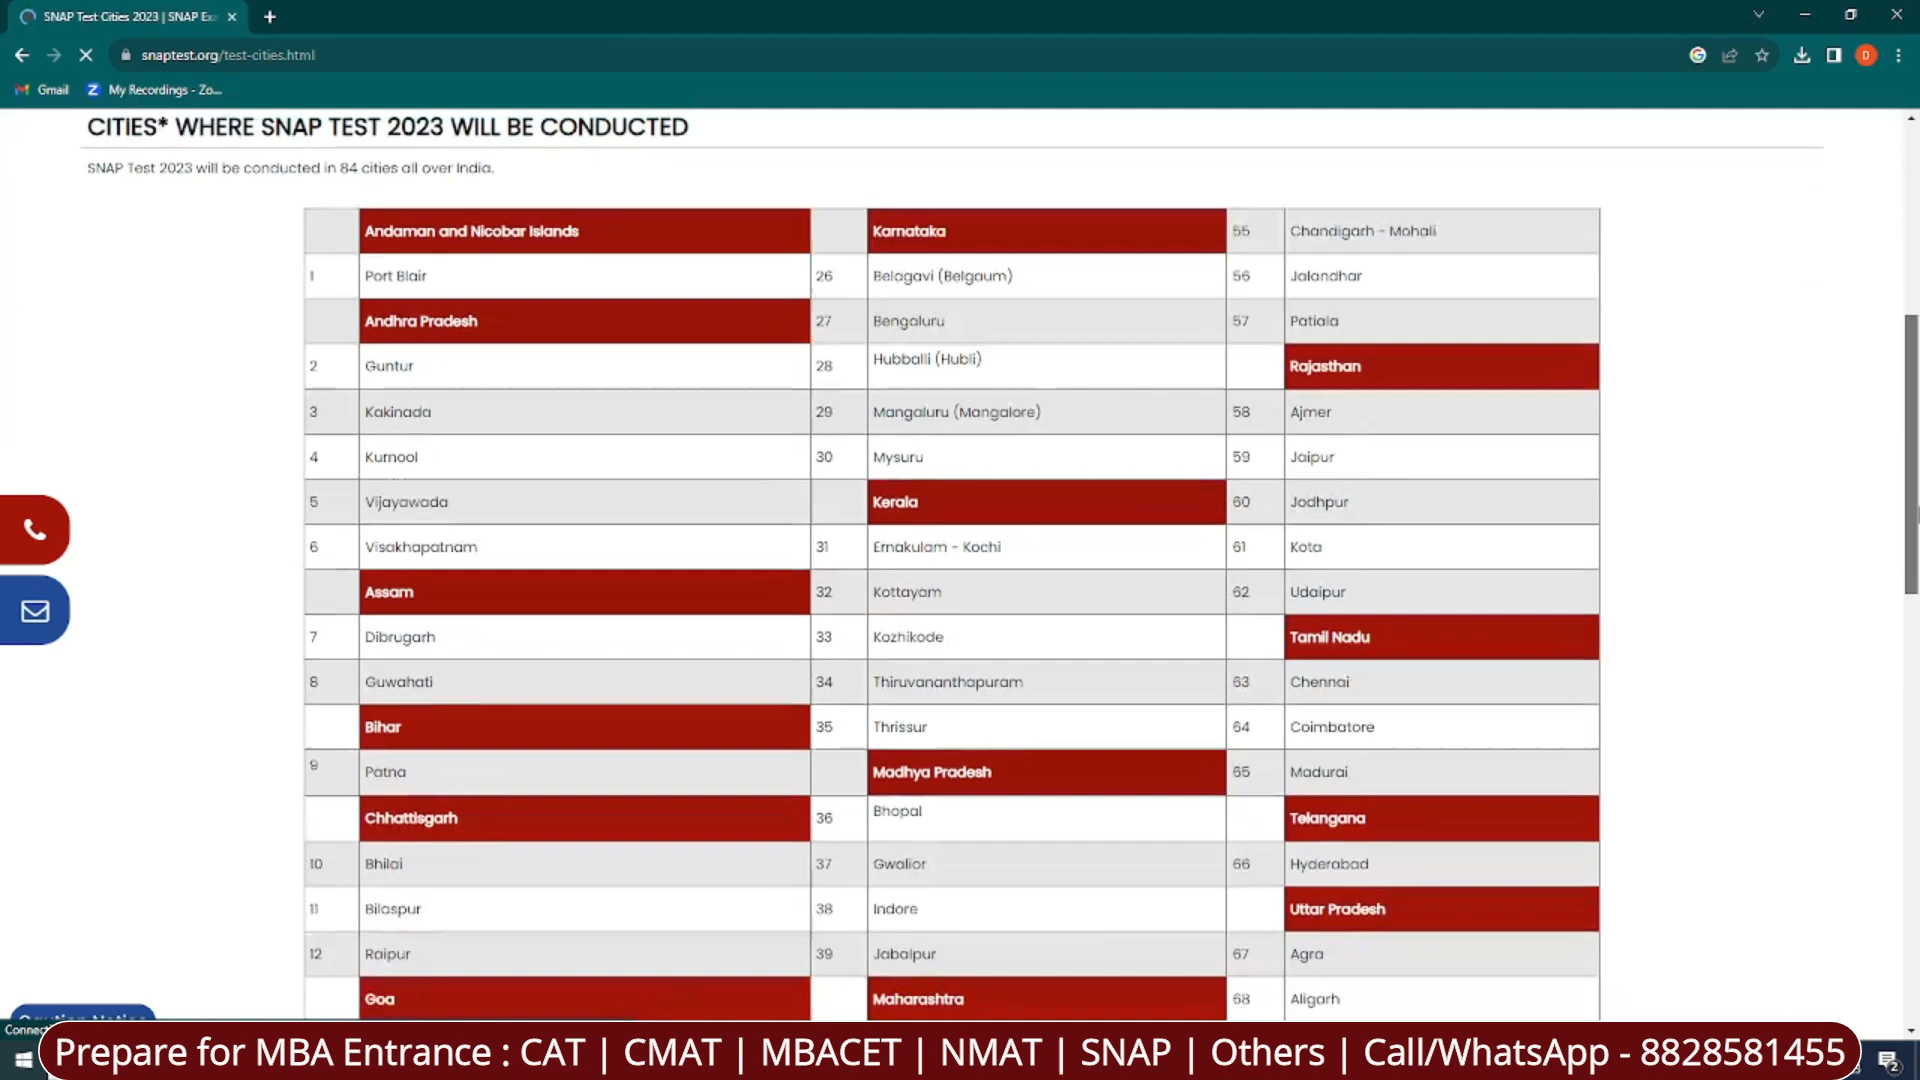 SNAP Test Cities 2023 | SNAP Ex
snaptest.org/test-cities.html
D
Gmail
My Recordings - Zo...
CITIES* WHERE SNAP TEST 2023 WILL BE CONDUCTED
SNAP Test 2023 will be conducted in 84 cities all over India.
Andaman and Nicobar Islands
Karnataka
55 Chandigarh - Mohali
1 Port Blair
26 Belagavi (Belgaum)
56 Jalandhar
Andhra Pradesh
27 Bengaluru
57 Patiala
2 Guntur
28 Hubballi (Hubli)
Rajasthan
3 Kakinada
29 Mangaluru (Mangalore)
58 Ajmer
4 Kurnool
30 Mysuru
59 Jaipur
5 Vijayawada
Kerala
60 Jodhpur
6 Visakhapatnam
31 Ernakulam - Kochi
61 Kota
Assam
32 Kottayam
62 Udaipur
7 Dibrugarh
33 Kozhikode
Tamil Nadu
8 Guwahati
34 Thiruvananthapuram
63 Chennai
Bihar
35 Thrissur
64 Coimbatore
9 Patna
Madhya Pradesh
65 Madurai
Chhattisgarh
36 Bhopal
Telangana
10 Bhilai
37 Gwalior
66 Hyderabad
11 Bilaspur
38 Indore
Uttar Pradesh
12 Raipur
39 Jabalpur
67 Agra
Goa
Maharashtra
68 Aligarh
Connec
Prepare for MBA Entrance : CAT | CMAT | MBACET | NMAT | SNAP | Others | Call/WhatsApp - 8828581455
2